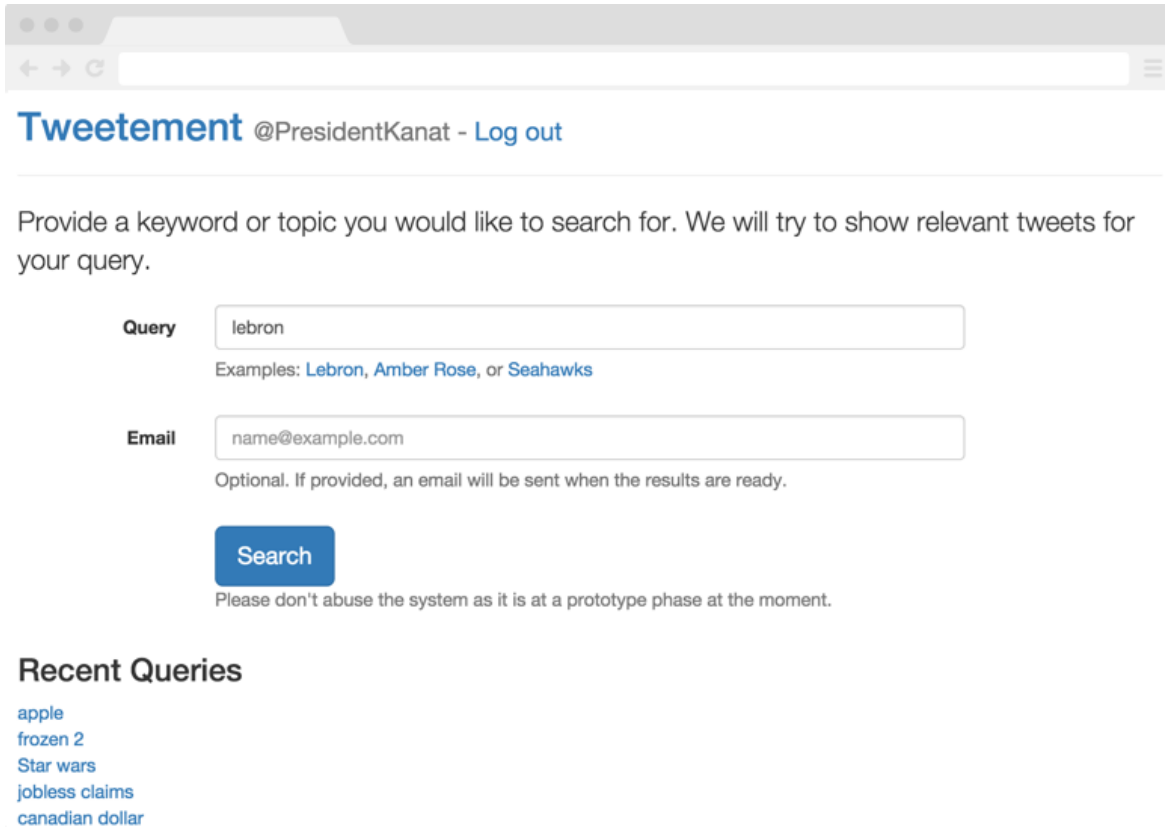 Tweetement @PresidentKanat - Log out
Provide a keyword or topic you would like to search for. We will try to show relevant tweets for
your query.
Query lebron
Examples: Lebron, Amber Rose, or Seahawks
Email name@example.com
Optional. If provided, an email will be sent when the results are ready.
Search
Please don't abuse the system as it is at a prototype phase at the moment.
Recent Queries
apple
frozen 2
Star wars
jobless claims
canadian dollar